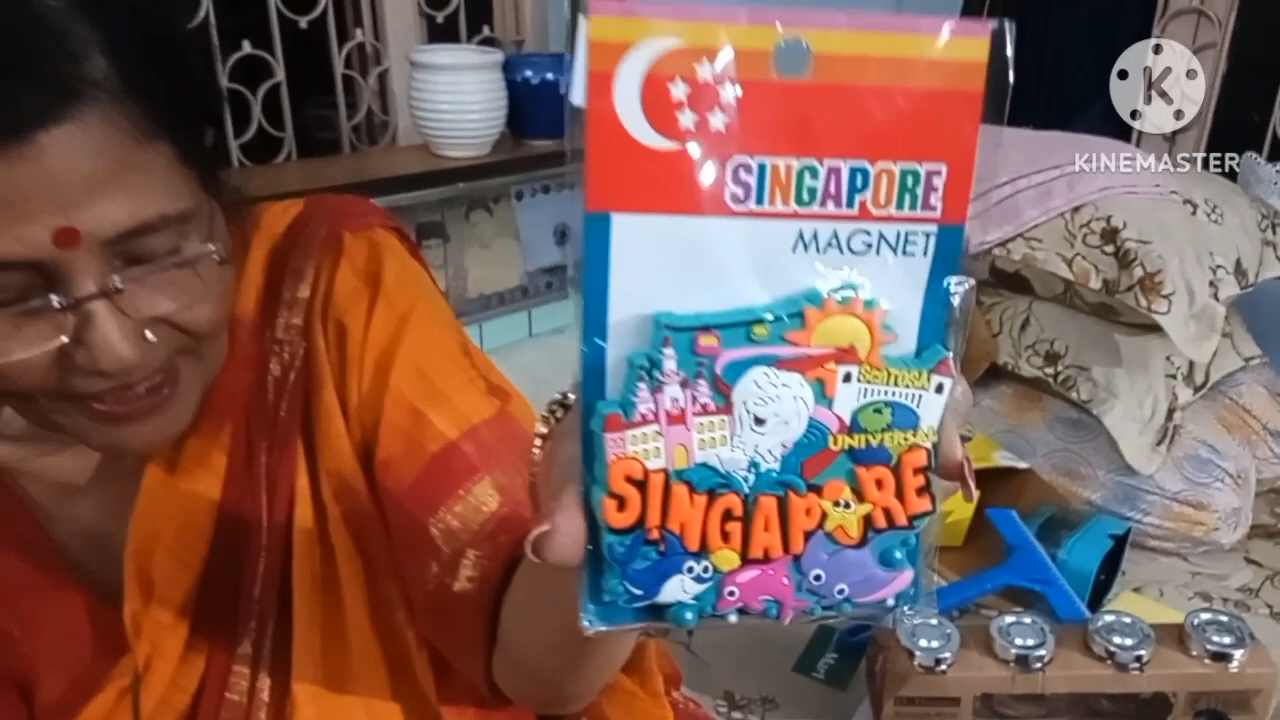 K
KINEMASTER
SINGAPORE
MAGNET
SENTOSA
UNIVERSAL
SINGAPORE